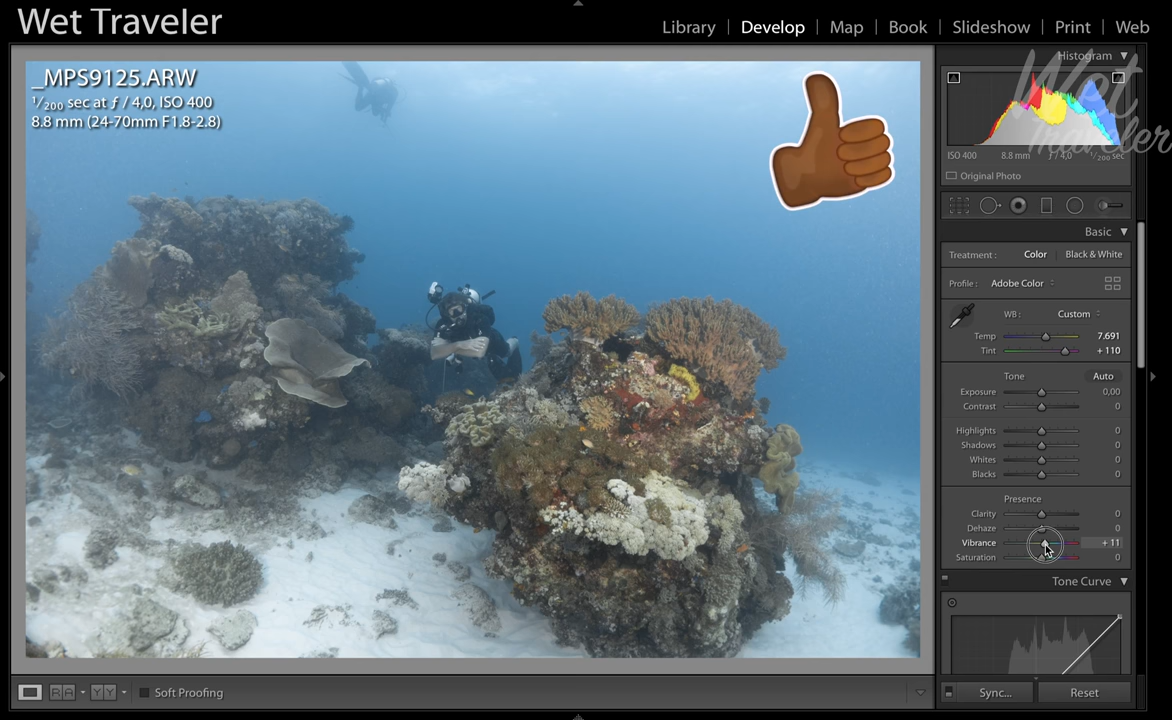 Wet Traveler
Library | Develop | Map | Book | Slideshow | Print | Web
_MPS9125.ARW
1/200 sec at ƒ / 4,0, ISO 400
8.8 mm (24-70mm F1.8-2.8)
Histogram
Wet Traveler
ISO 400 8.8 mm ƒ / 4,0 1/200 sec
Original Photo
Basic
Treatment : Color Black & White
Profile : Adobe Color
WB : Custom
Temp 7.691
Tint + 110
Tone Auto
Exposure 0,00
Contrast 0
Highlights 0
Shadows 0
Whites 0
Blacks 0
Presence
Clarity 0
Dehaze 0
Vibrance + 11
Saturation 0
Tone Curve
R A Y Y Soft Proofing
Sync... Reset